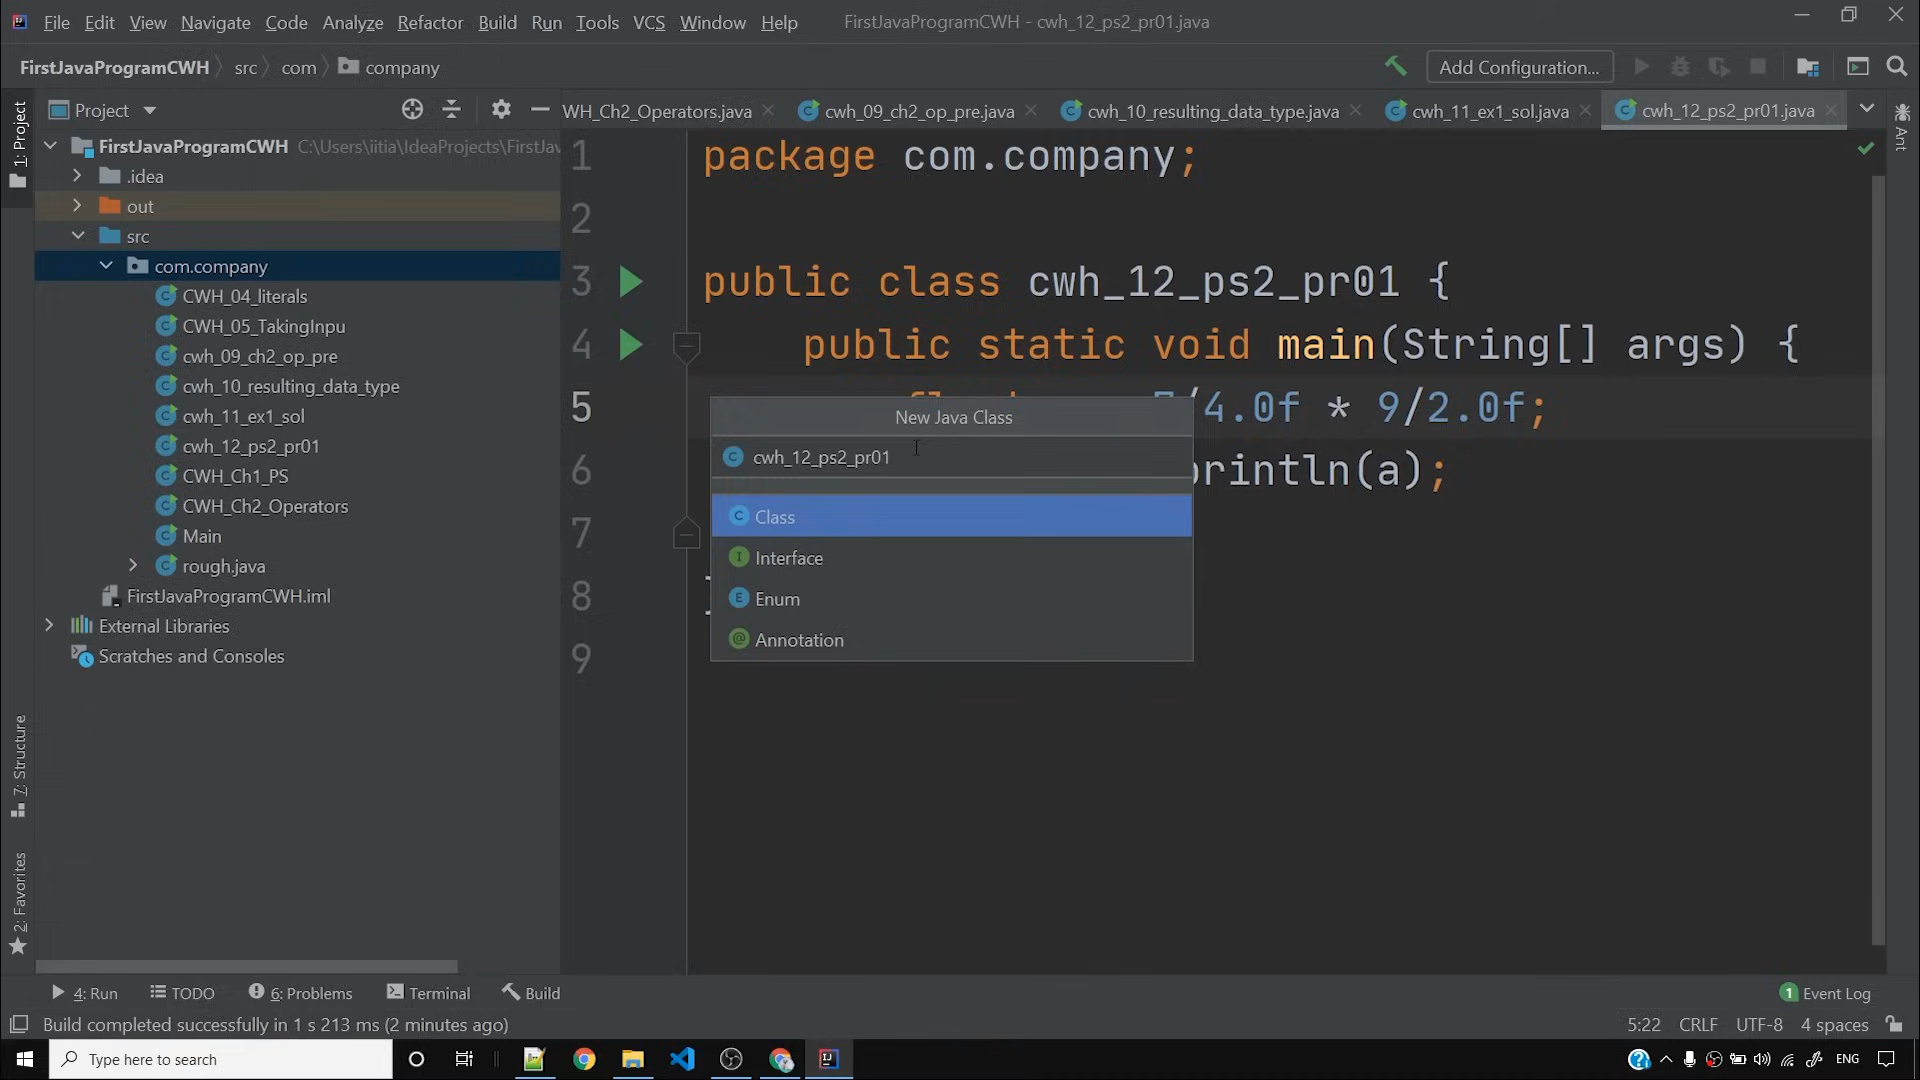 File Edit View Navigate Code Analyze Refactor Build Run Tools VCS Window Help FirstJavaProgramCWH - cwh_12_ps2_pr01.java
FirstJavaProgramCWH src com company Add Configuration...
1: Project
Project
WH_Ch2_Operators.java cwh_09_ch2_op_pre.java cwh_10_resulting_data_type.java cwh_11_ex1_sol.java cwh_12_ps2_pr01.java
Ant
FirstJavaProgramCWH C:\Users\iitia\IdeaProjects\FirstJav
.idea
out
src
com.company
CWH_04_literals
CWH_05_TakingInpu
cwh_09_ch2_op_pre
cwh_10_resulting_data_type
cwh_11_ex1_sol
cwh_12_ps2_pr01
CWH_Ch1_PS
CWH_Ch2_Operators
Main
rough.java
FirstJavaProgramCWH.iml
External Libraries
Scratches and Consoles
7: Structure
2: Favorites
1 package com.company;
2
3 public class cwh_12_ps2_pr01 {
4 public static void main(String[] args) {
5 /4.0f * 9/2.0f;
6 println(a);
7
8
9
New Java Class
cwh_12_ps2_pr01
Class
Interface
Enum
Annotation
4: Run TODO 6: Problems Terminal Build 1 Event Log
Build completed successfully in 1 s 213 ms (2 minutes ago) 5:22 CRLF UTF-8 4 spaces
Type here to search ENG